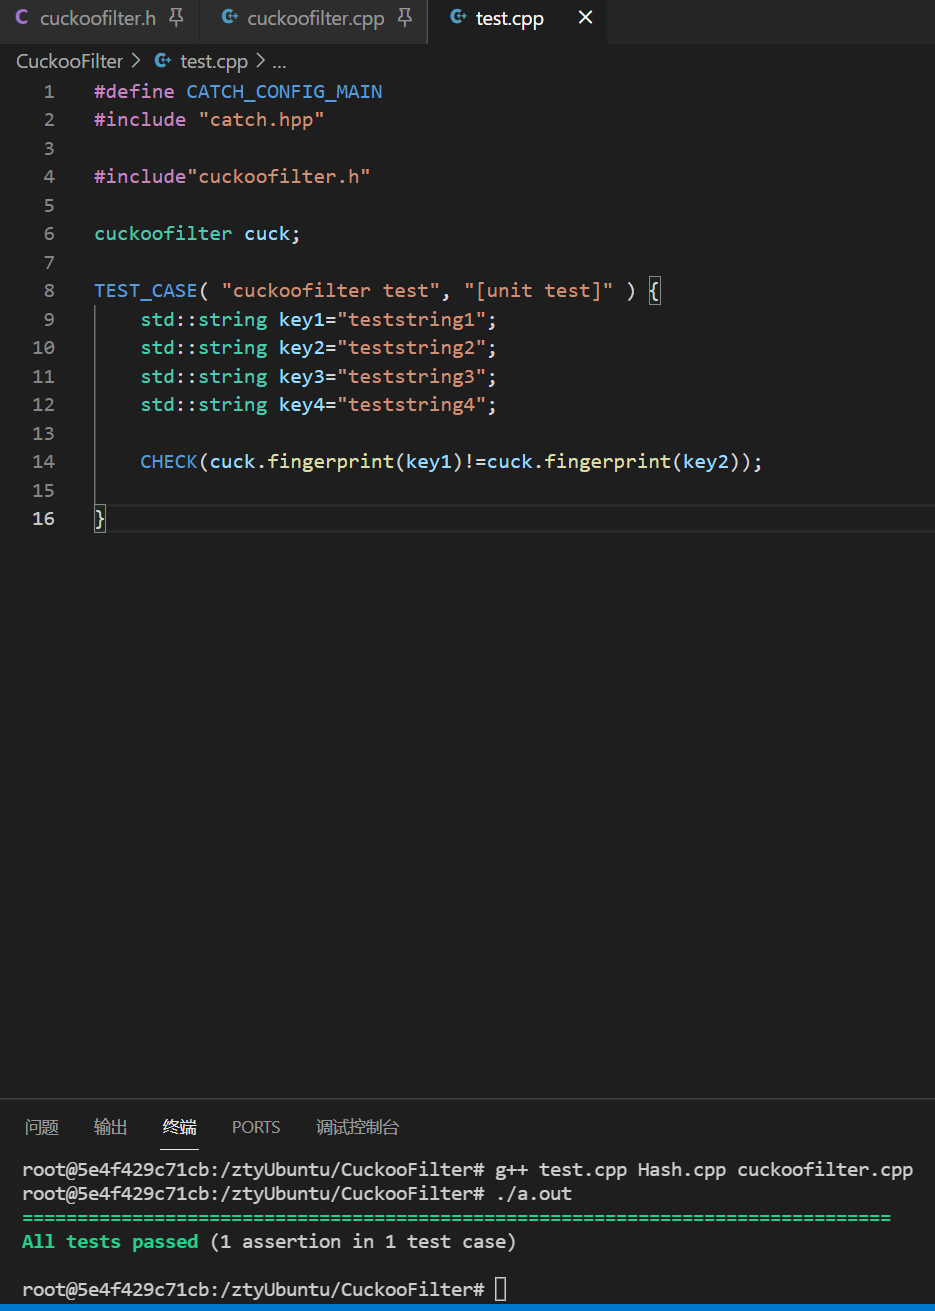 cuckoofilter.h cuckoofilter.cpp test.cpp
CuckooFilter > test.cpp > ...
1 #define CATCH_CONFIG_MAIN
2 #include "catch.hpp"
3
4 #include"cuckoofilter.h"
5
6 cuckoofilter cuck;
7
8 TEST_CASE( "cuckoofilter test", "[unit test]" ) {
9 std::string key1="teststring1";
10 std::string key2="teststring2";
11 std::string key3="teststring3";
12 std::string key4="teststring4";
13
14 CHECK(cuck.fingerprint(key1)!=cuck.fingerprint(key2));
15
16 }
问题 输出 终端 PORTS 调试控制台
root@5e4f429c71cb:/ztyUbuntu/CuckooFilter# g++ test.cpp Hash.cpp cuckoofilter.cpp
root@5e4f429c71cb:/ztyUbuntu/CuckooFilter# ./a.out
===============================================================================
All tests passed (1 assertion in 1 test case)
root@5e4f429c71cb:/ztyUbuntu/CuckooFilter#